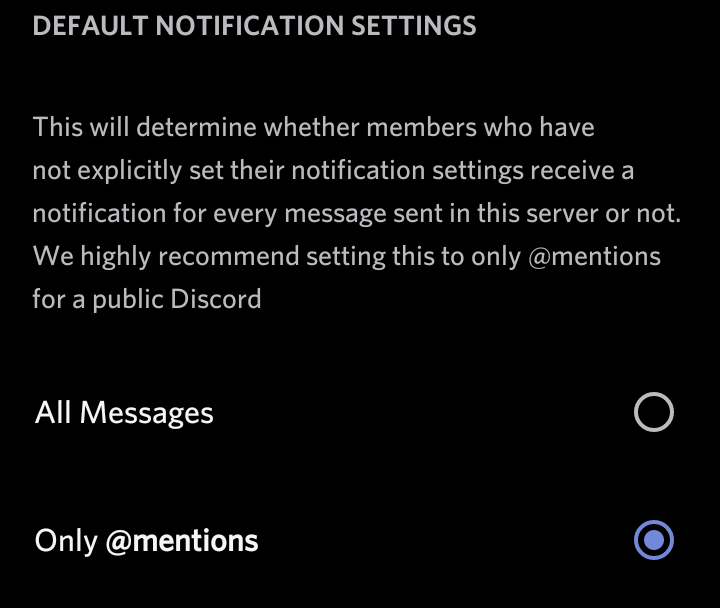 DEFAULT NOTIFICATION SETTINGS
This will determine whether members who have
not explicitly set their notification settings receive a
notification for every message sent in this server or not.
We highly recommend setting this to only @mentions
for a public Discord
All Messages
Only @mentions